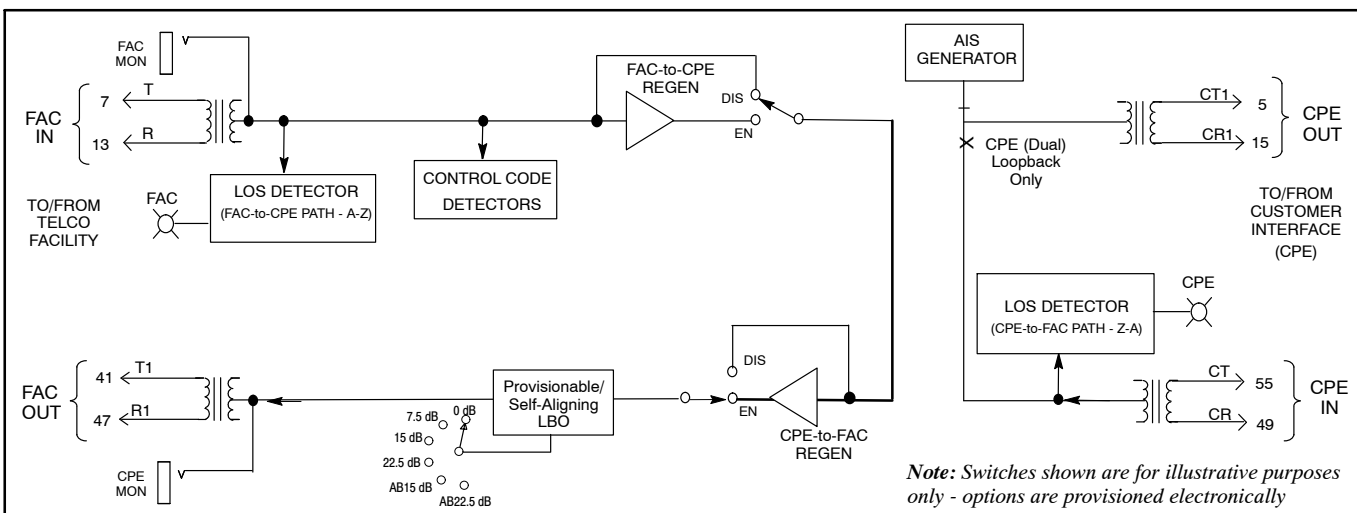 FAC
MON
FAC
IN
7
T
13
R
TO/FROM
TELCO
FACILITY
FAC
LOS DETECTOR
(FAC-to-CPE PATH - A-Z)
CONTROL CODE
DETECTORS
FAC-to-CPE
REGEN
DIS
EN
AIS
GENERATOR
CPE (Dual)
Loopback
Only
CT1
5
CR1
15
CPE
OUT
TO/FROM
CUSTOMER
INTERFACE
(CPE)
LOS DETECTOR
(CPE-to-FAC PATH - Z-A)
CPE
CT
55
CR
49
CPE
IN
FAC
OUT
41
T1
47
R1
CPE
MON
Provisionable/
Self-Aligning
LBO
0 dB
7.5 dB
15 dB
22.5 dB
AB15 dB
AB22.5 dB
DIS
EN
CPE-to-FAC
REGEN
Note: Switches shown are for illustrative purposes
only - options are provisioned electronically